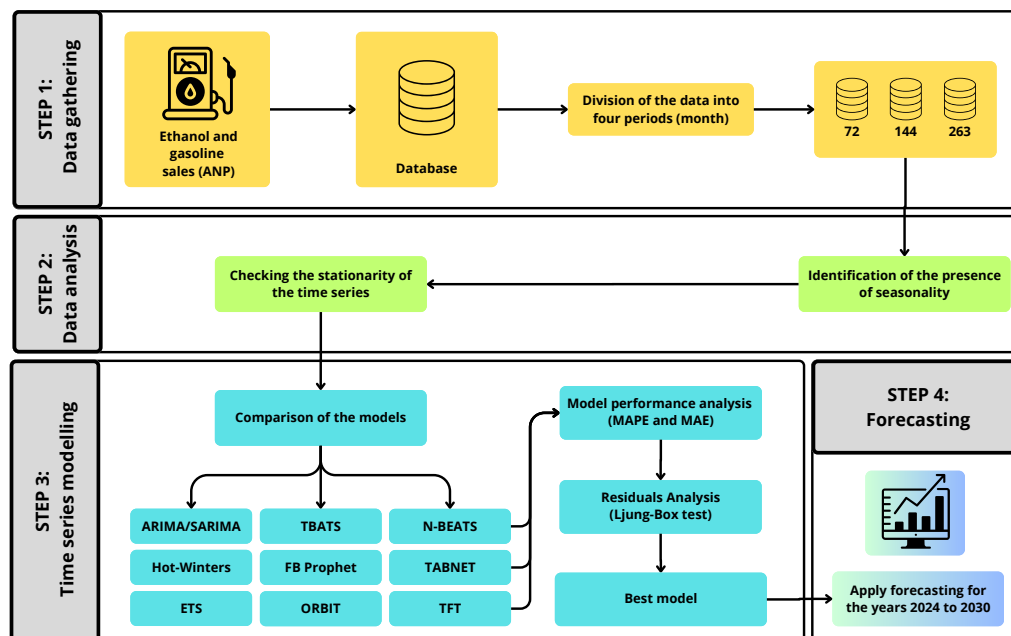 STEP 1:
Data gathering
Ethanol and
gasoline
sales (ANP)
Database
Division of the data into
four periods (month)
72
144
263
STEP 2:
Data analysis
Checking the stationarity of
the time series
Identification of the presence
of seasonality
STEP 3:
Time series modelling
Comparison of the models
ARIMA/SARIMA
TBATS
N-BEATS
Hot-Winters
FB Prophet
TABNET
ETS
ORBIT
TFT
Model performance analysis
(MAPE and MAE)
Residuals Analysis
(Ljung-Box test)
Best model
STEP 4:
Forecasting
Apply forecasting for
the years 2024 to 2030